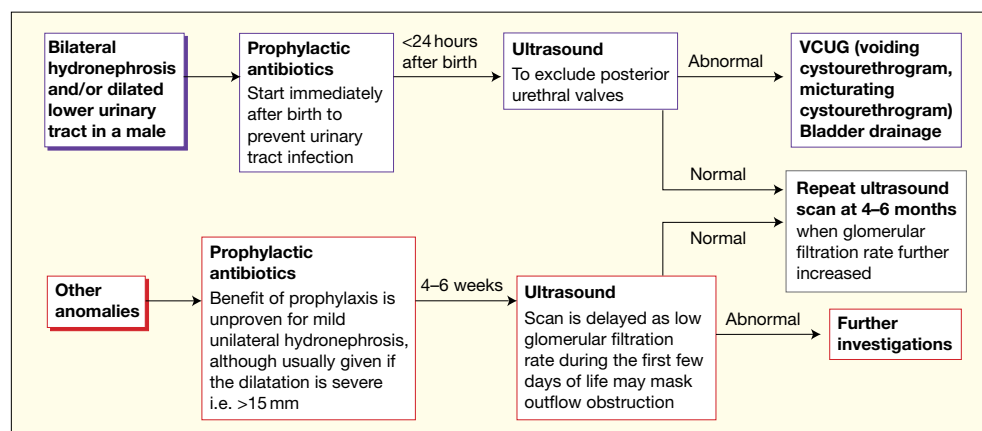 Bilateral
hydronephrosis
and/or dilated
lower urinary
tract in a male
Prophylactic
antibiotics
Start immediately
after birth to
prevent urinary
tract infection
<24 hours
after birth
Ultrasound
To exclude posterior
urethral valves
Abnormal
VCUG (voiding
cystourethrogram,
micturating
cystourethrogram)
Bladder drainage
Normal
Repeat ultrasound
scan at 4–6 months
when glomerular
filtration rate further
increased
Other
anomalies
Prophylactic
antibiotics
Benefit of prophylaxis is
unproven for mild
unilateral hydronephrosis,
although usually given if
the dilatation is severe
i.e. >15 mm
4–6 weeks
Ultrasound
Scan is delayed as low
glomerular filtration
rate during the first few
days of life may mask
outflow obstruction
Normal
Abnormal
Further
investigations